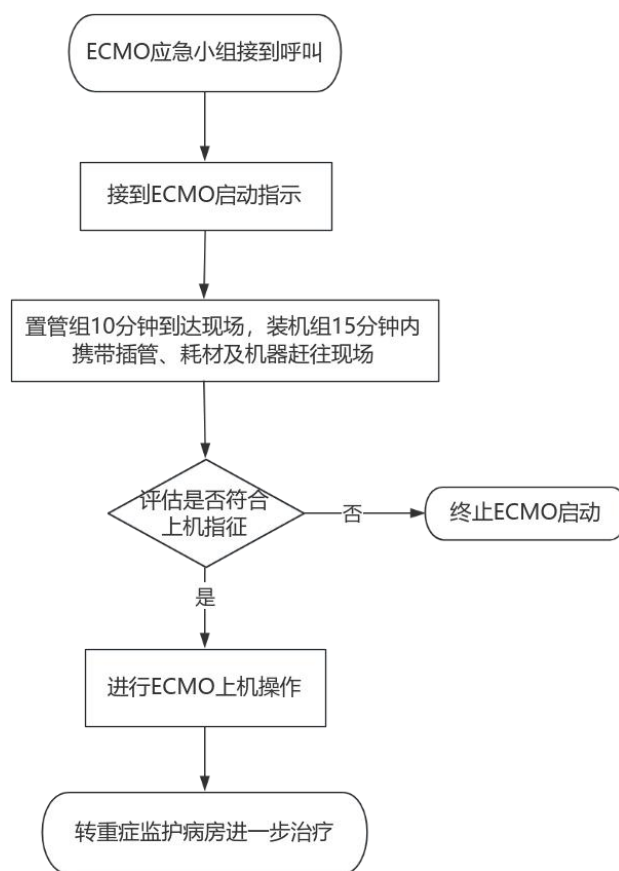 ECMO应急小组接到呼叫
接到ECMO启动指示
置管组10分钟到达现场，装机组15分钟内
携带插管、耗材及机器赶往现场
评估是否符合
上机指征
否
终止ECMO启动
是
进行ECMO上机操作
转重症监护病房进一步治疗